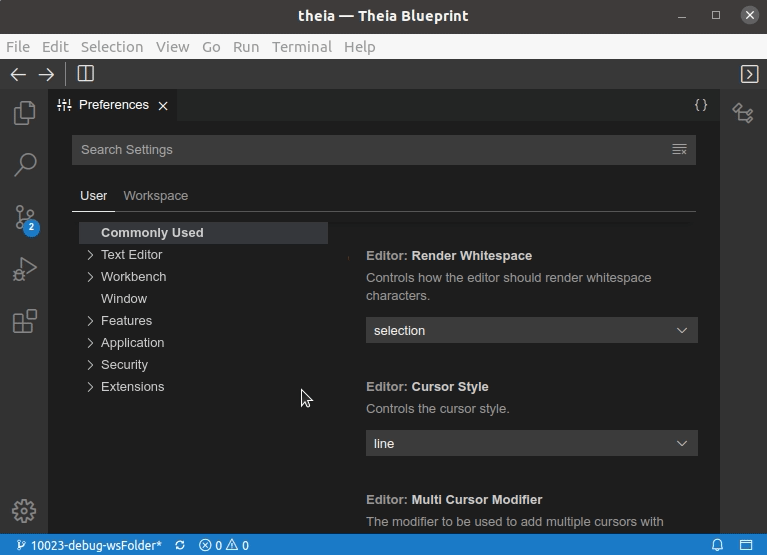 theia — Theia Blueprint
File Edit Selection View Go Run Terminal Help
Preferences
Search Settings
User Workspace
Commonly Used
Text Editor
Workbench
Window
Features
Application
Security
Extensions
Editor: Render Whitespace
Controls how the editor should render whitespace
characters.
selection
Editor: Cursor Style
Controls the cursor style.
line
Editor: Multi Cursor Modifier
The modifier to be used to add multiple cursors with
2
10023-debug-wsFolder* 0 0